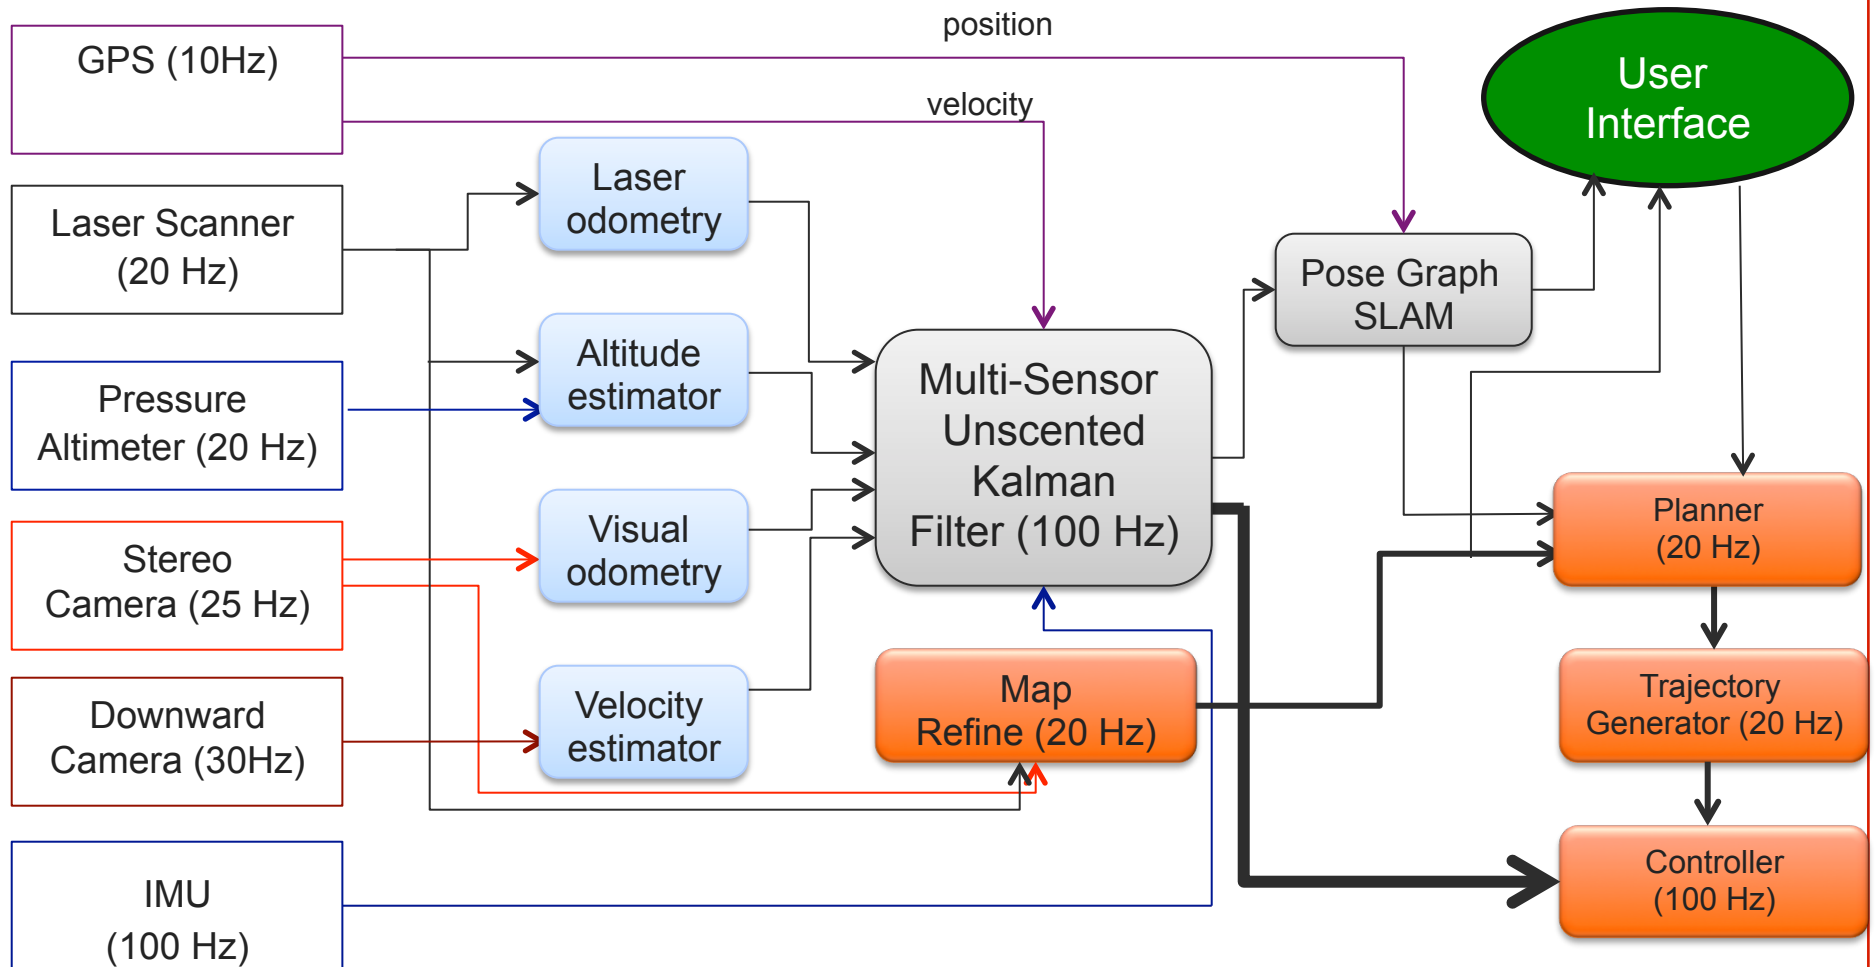 position
GPS (10Hz)
velocity
User
Interface
Laser Scanner
(20 Hz)
Laser
odometry
Pressure
Altimeter (20 Hz)
Altitude
estimator
Stereo
Camera (25 Hz)
Visual
odometry
Downward
Camera (30Hz)
Velocity
estimator
IMU
(100 Hz)
Multi-Sensor
Unscented
Kalman
Filter (100 Hz)
Map
Refine (20 Hz)
Pose Graph
SLAM
Planner
(20 Hz)
Trajectory
Generator (20 Hz)
Controller
(100 Hz)